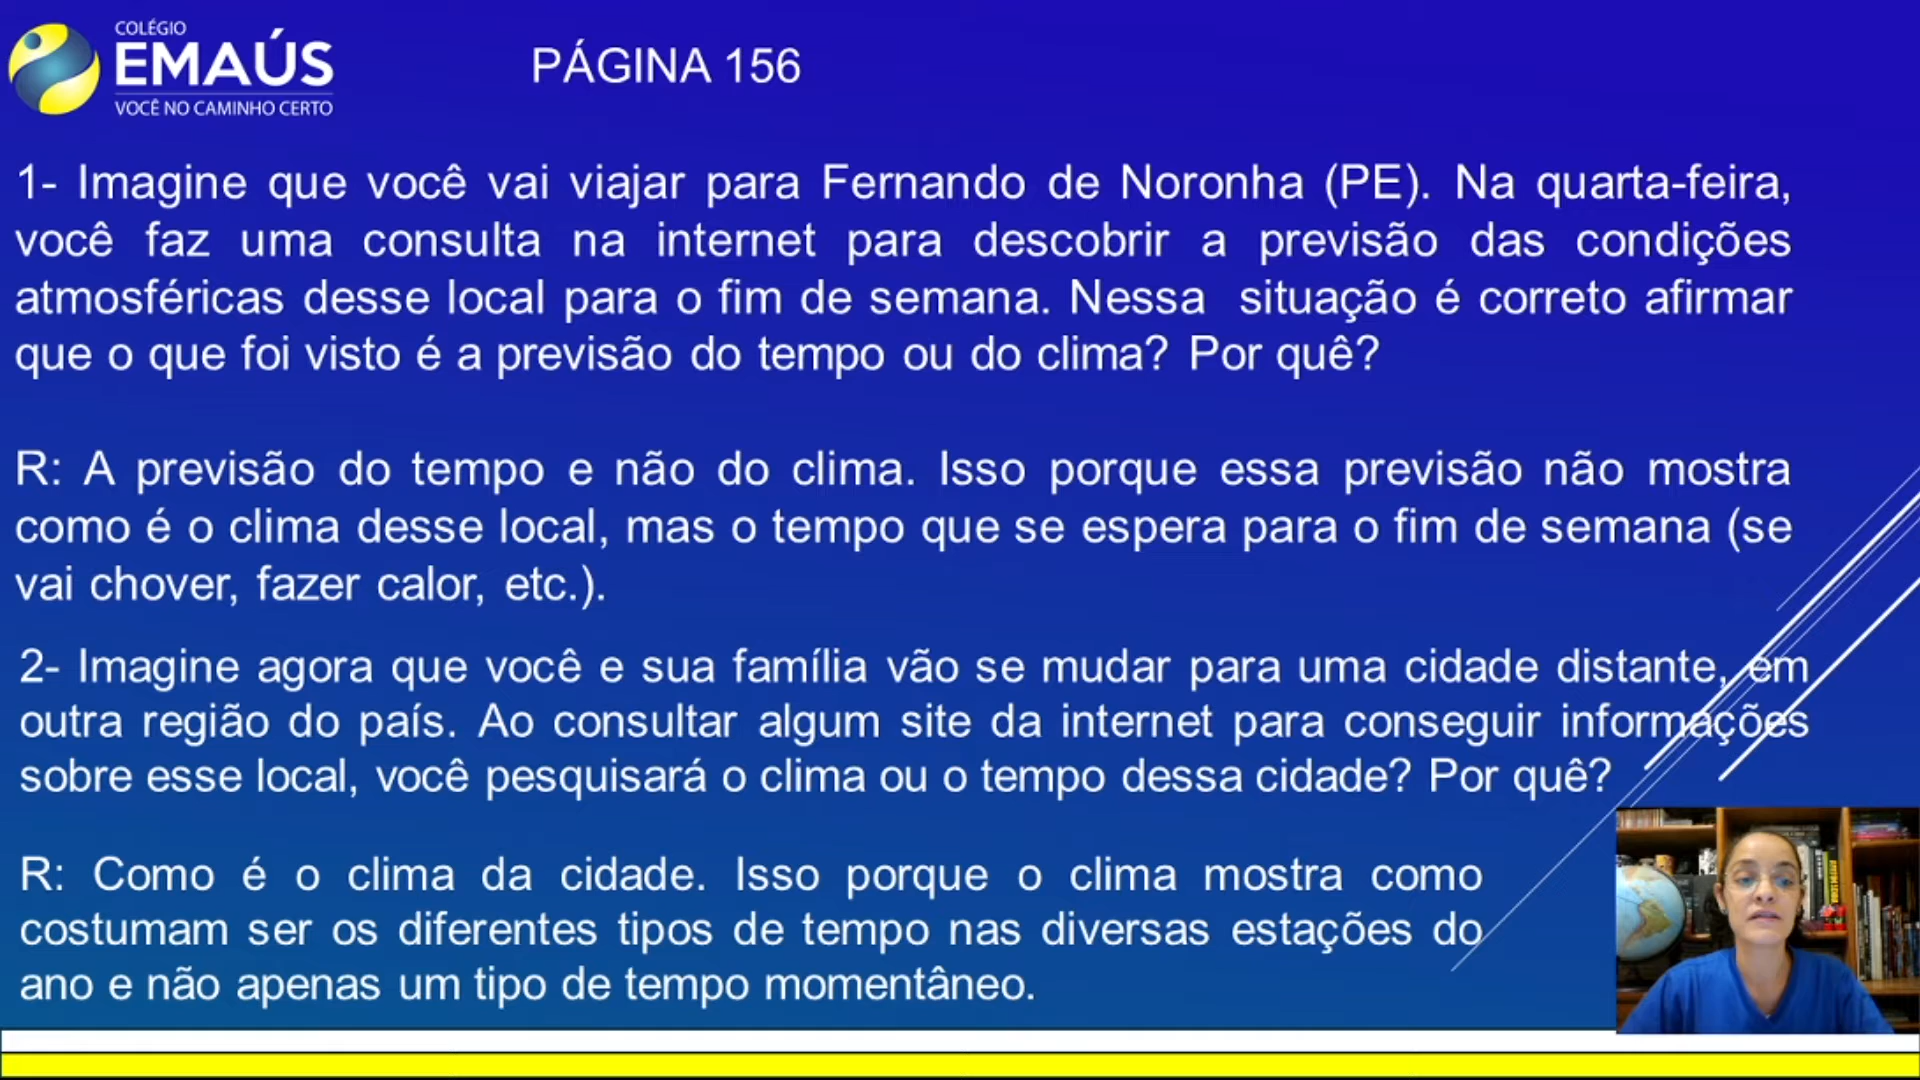 COLÉGIO
EMAÚS
VOCÊ NO CAMINHO CERTO
PÁGINA 156
1- Imagine que você vai viajar para Fernando de Noronha (PE). Na quarta-feira,
você faz uma consulta na internet para descobrir a previsão das condições
atmosféricas desse local para o fim de semana. Nessa situação é correto afirmar
que o que foi visto é a previsão do tempo ou do clima? Por quê?
R: A previsão do tempo e não do clima. Isso porque essa previsão não mostra
como é o clima desse local, mas o tempo que se espera para o fim de semana (se
vai chover, fazer calor, etc.).
2- Imagine agora que você e sua família vão se mudar para uma cidade distante, em
outra região do país. Ao consultar algum site da internet para conseguir informações
sobre esse local, você pesquisará o clima ou o tempo dessa cidade? Por quê?
R: Como é o clima da cidade. Isso porque o clima mostra como
costumam ser os diferentes tipos de tempo nas diversas estações do
ano e não apenas um tipo de tempo momentâneo.